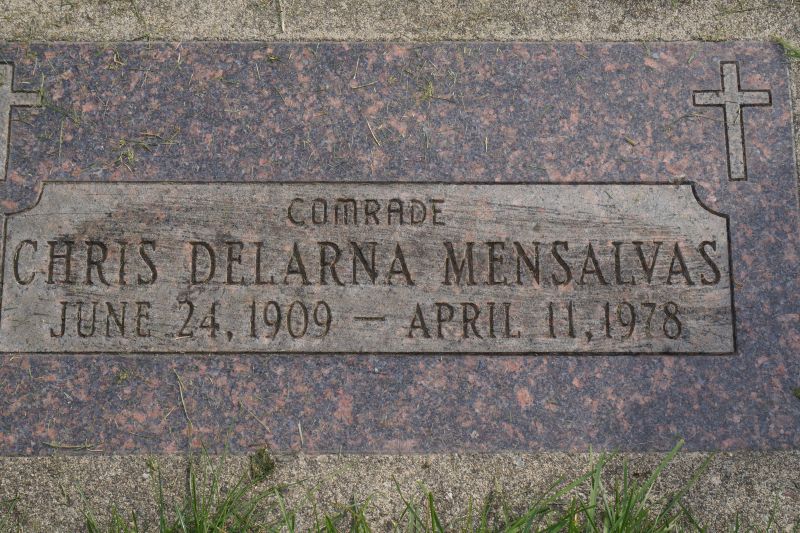 COMRADE
CHRIS DELARNA MENSALVAS
JUNE 24, 1909 — APRIL 11, 1978